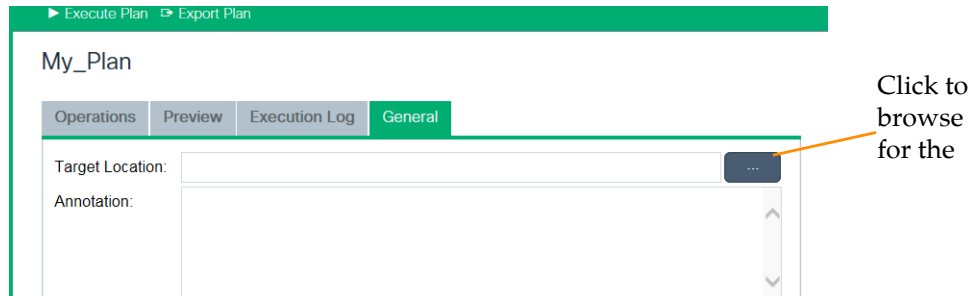 Execute Plan Export Plan
My_Plan
Operations Preview Execution Log General
Target Location: ...
Annotation:
Click to
browse
for the